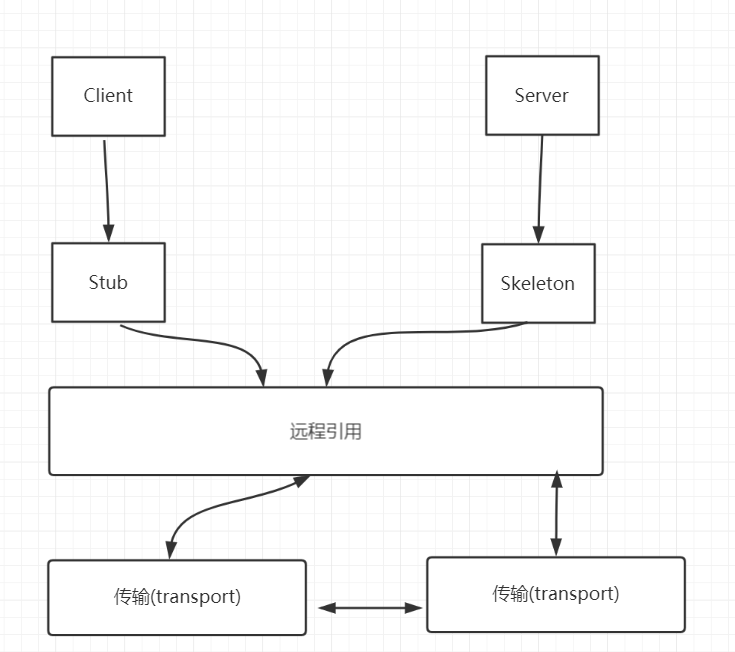 Client
Server
Stub
Skeleton
远程引用
传输(transport)
传输(transport)